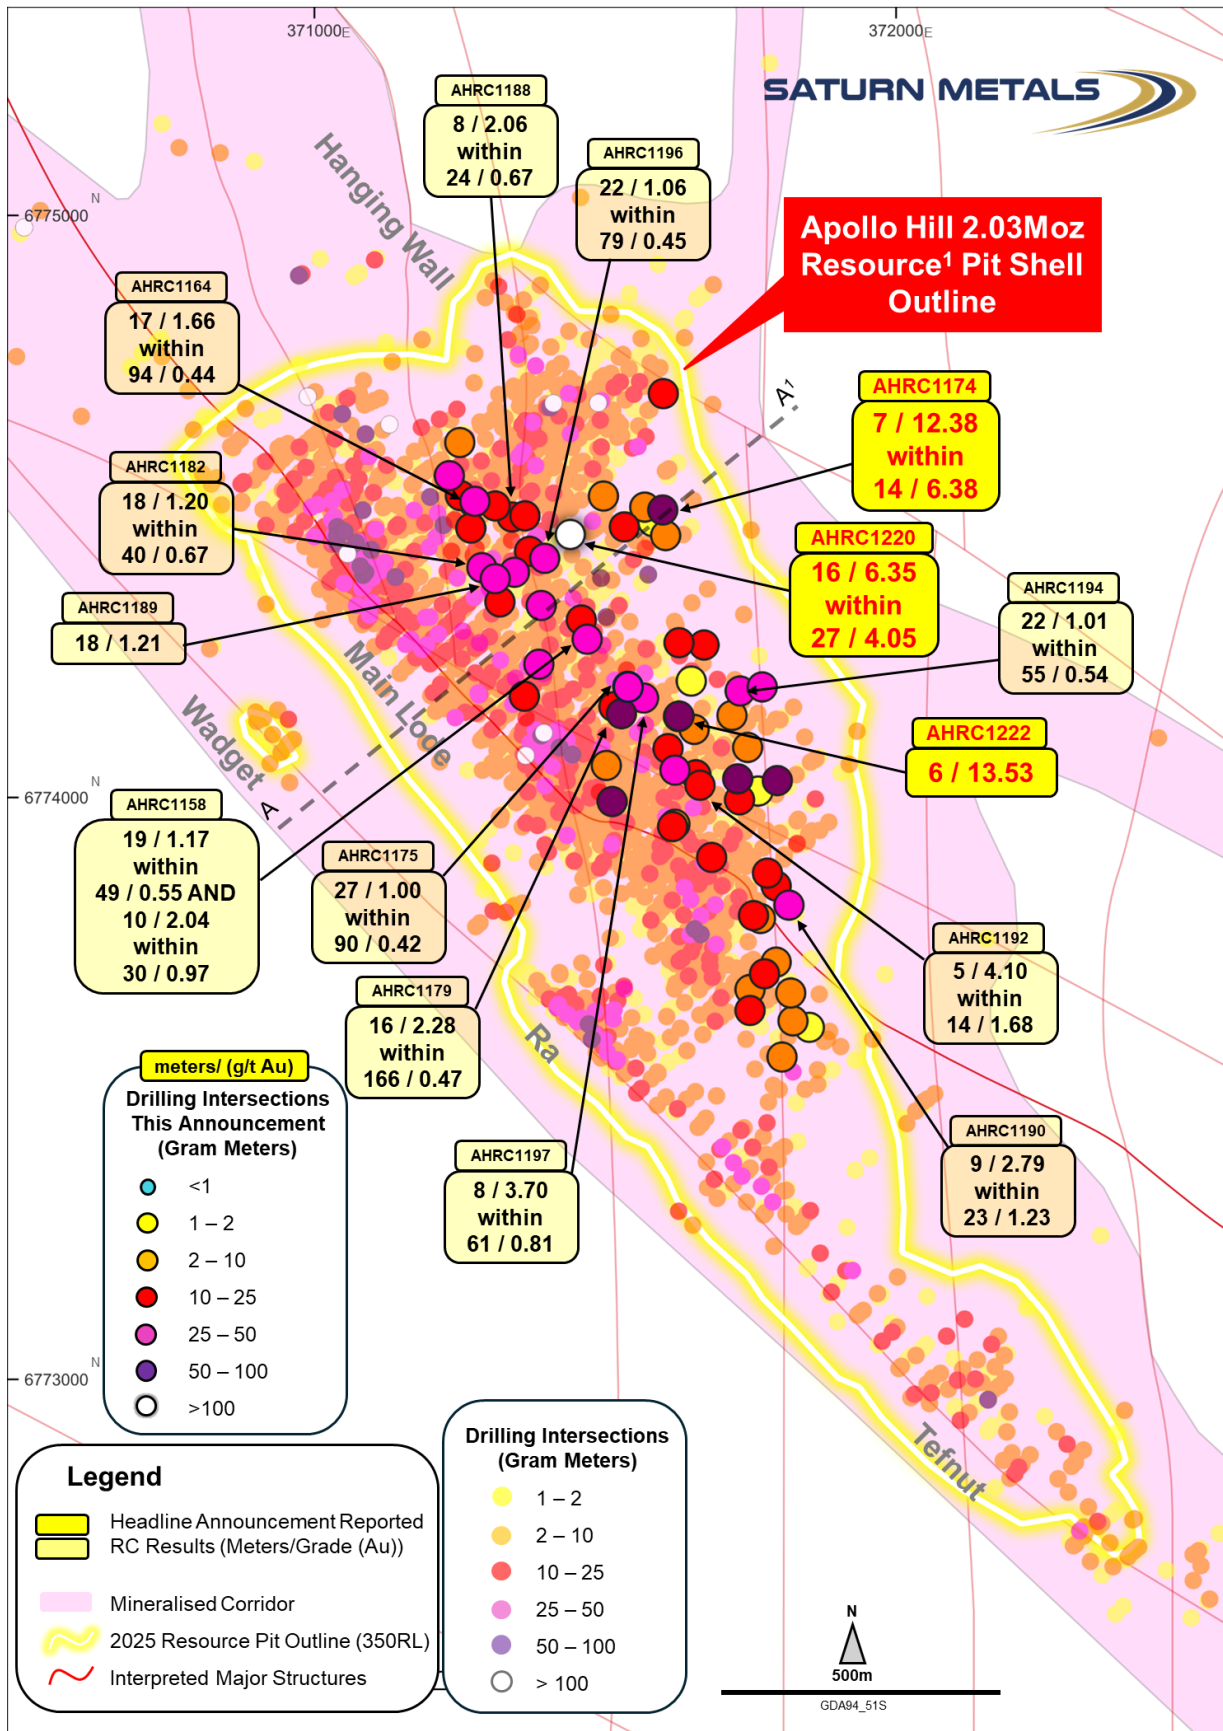 371000E
372000E
SATURN METALS
AHRC1188
8 / 2.06
within
24 / 0.67
AHRC1196
22 / 1.06
within
79 / 0.45
Hanging Wall
N
6775000
Apollo Hill 2.03Moz
Resource¹ Pit Shell
Outline
AHRC1164
17 / 1.66
within
94 / 0.44
A¹
AHRC1174
7 / 12.38
within
14 / 6.38
AHRC1182
18 / 1.20
within
40 / 0.67
AHRC1220
16 / 6.35
within
27 / 4.05
AHRC1194
22 / 1.01
within
55 / 0.54
AHRC1189
18 / 1.21
Main Lode
Wadget
A
AHRC1222
6 / 13.53
N
6774000
AHRC1158
19 / 1.17
within
49 / 0.55 AND
10 / 2.04
within
30 / 0.97
AHRC1175
27 / 1.00
within
90 / 0.42
AHRC1192
5 / 4.10
within
14 / 1.68
AHRC1179
16 / 2.28
within
166 / 0.47
Ra
AHRC1190
9 / 2.79
within
23 / 1.23
AHRC1197
8 / 3.70
within
61 / 0.81
meters/ (g/t Au)
Drilling Intersections
This Announcement
(Gram Meters)
<1
1 – 2
2 – 10
10 – 25
25 – 50
50 – 100
>100
N
6773000
Tefnut
Legend
Headline Announcement Reported
RC Results (Meters/Grade (Au))
Mineralised Corridor
2025 Resource Pit Outline (350RL)
Interpreted Major Structures
Drilling Intersections
(Gram Meters)
1 – 2
2 – 10
10 – 25
25 – 50
50 – 100
> 100
N
500m
GDA94_51S